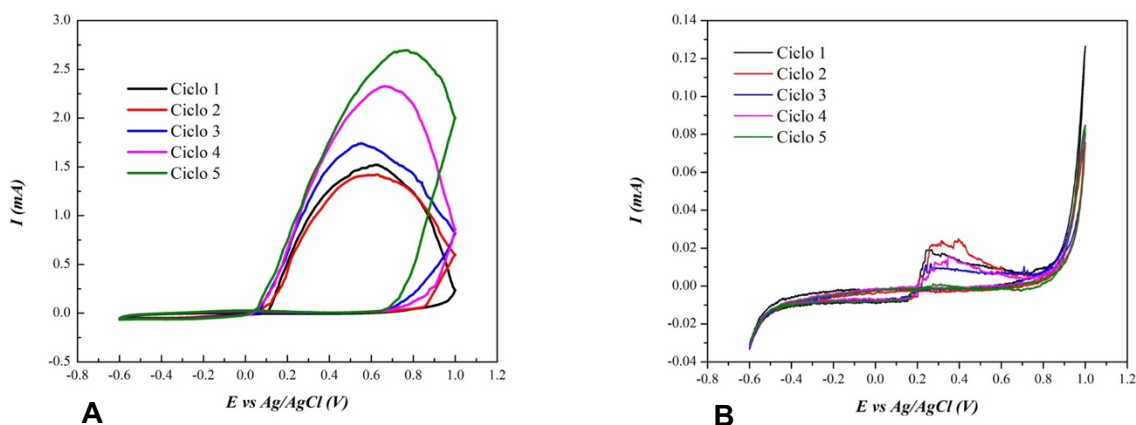 3.0
2.5
2.0
1.5
1.0
0.5
0.0
-0.5
I (mA)
Ciclo 1
Ciclo 2
Ciclo 3
Ciclo 4
Ciclo 5
-0.8 -0.6 -0.4 -0.2 0.0 0.2 0.4 0.6 0.8 1.0 1.2
E vs Ag/AgCl (V)
A
0.14
0.12
0.10
0.08
0.06
0.04
0.02
0.00
-0.02
-0.04
I (mA)
Ciclo 1
Ciclo 2
Ciclo 3
Ciclo 4
Ciclo 5
-0.8 -0.6 -0.4 -0.2 0.0 0.2 0.4 0.6 0.8 1.0 1.2
E vs Ag/AgCl (V)
B